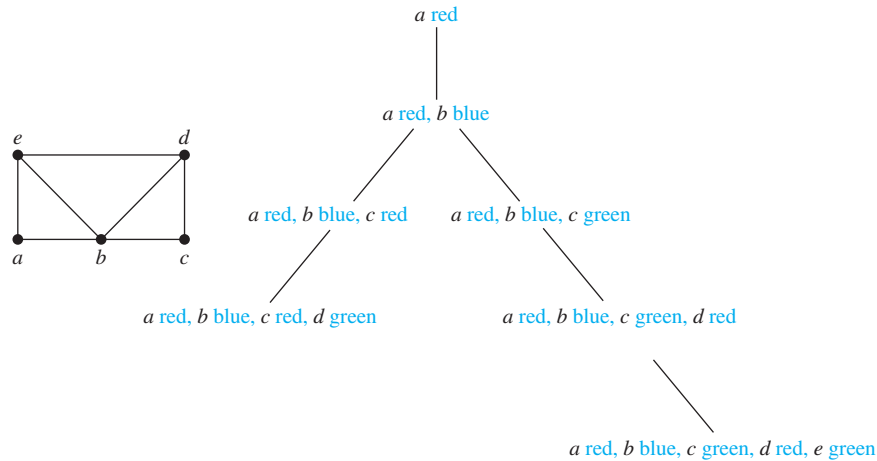 a red
a red, b blue
e d
a red, b blue, c red a red, b blue, c green
a b c
a red, b blue, c red, d green a red, b blue, c green, d red
a red, b blue, c green, d red, e green